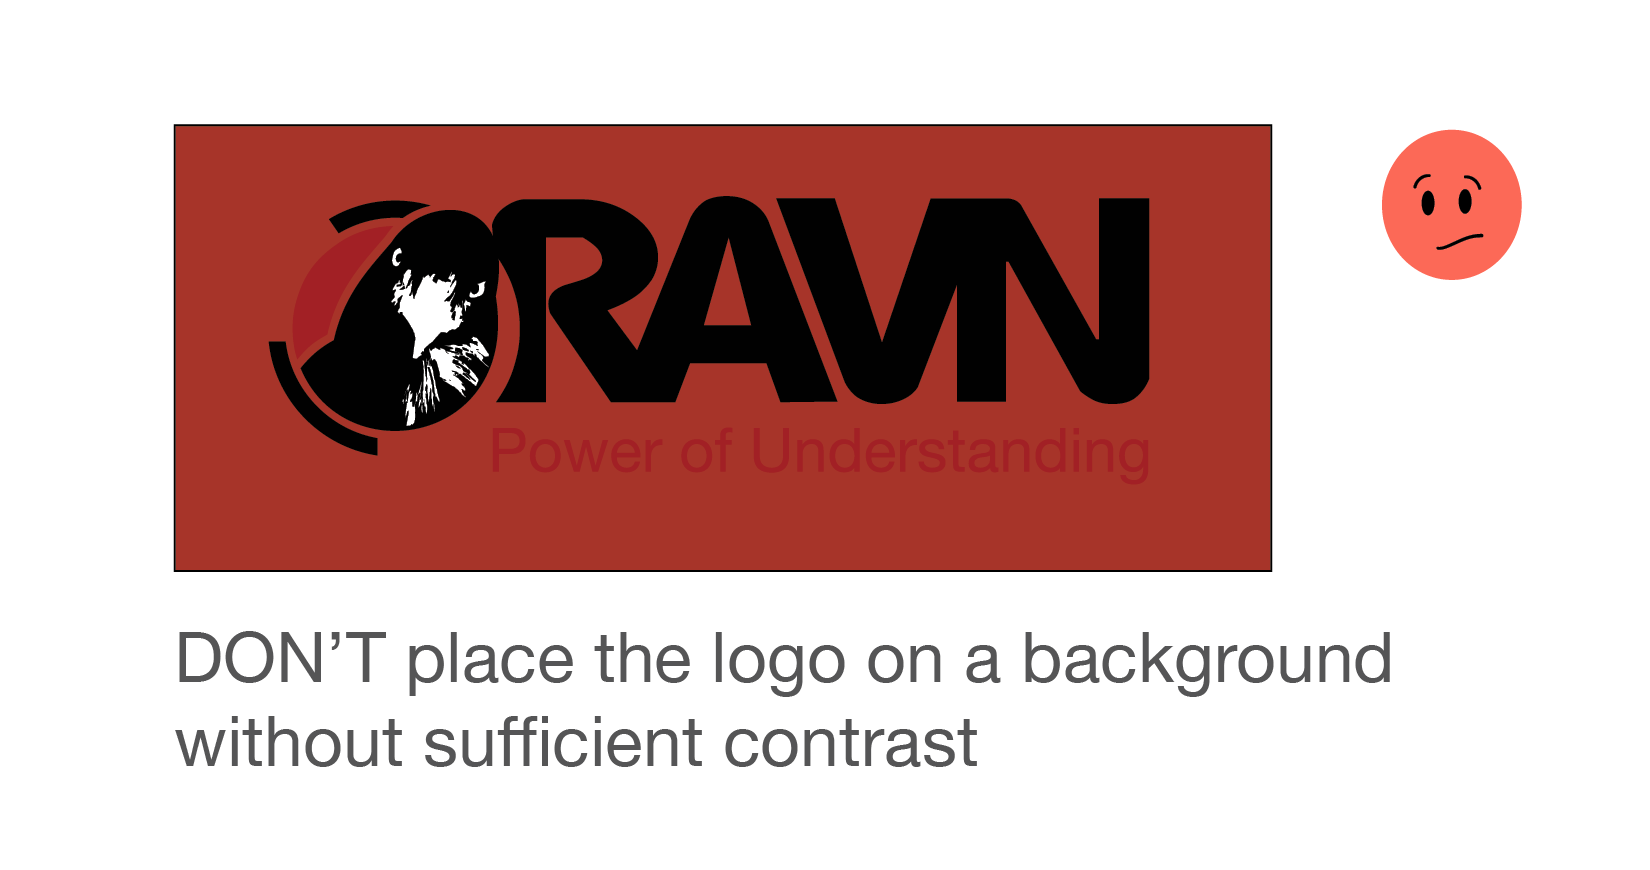 RAVN
Power of Understanding
DON’T place the logo on a background
without sufficient contrast